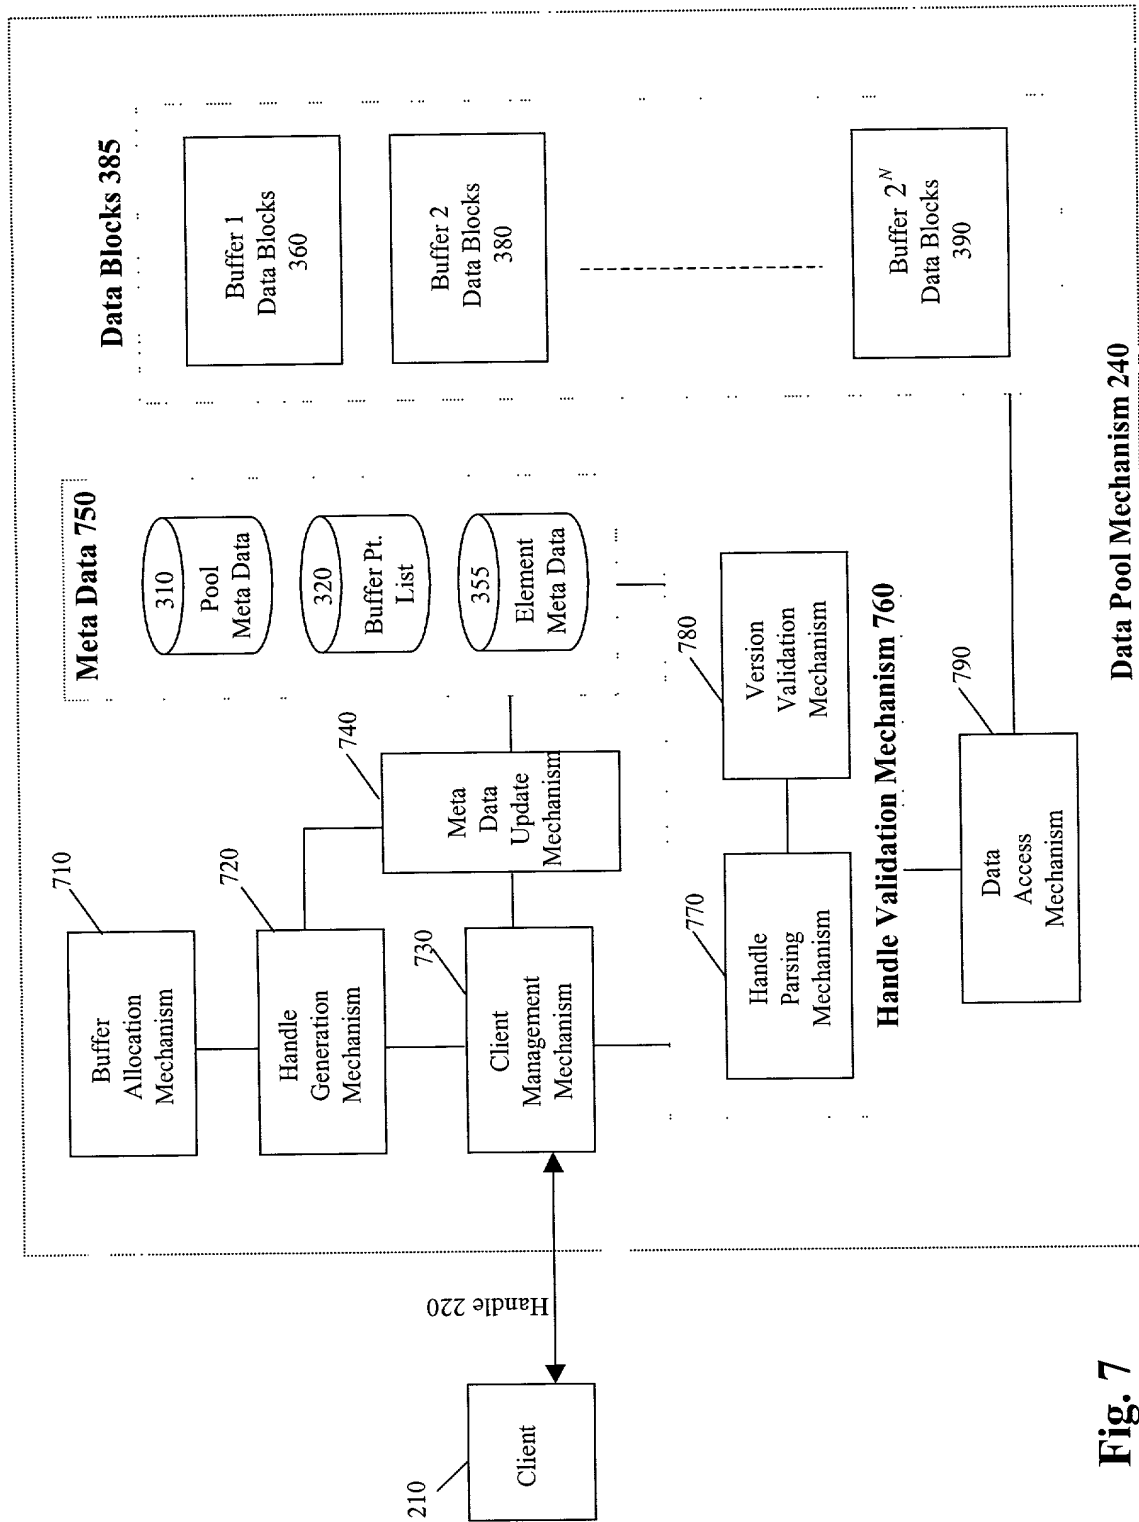 Data Blocks 385
Buffer 1
Data Blocks
360
Buffer 2
Data Blocks
380
Buffer 2^N
Data Blocks
390
Meta Data 750
310
Pool
Meta Data
320
Buffer Pt.
List
355
Element
Meta Data
740
Meta
Data
Update
Mechanism
710
Buffer
Allocation
Mechanism
720
Handle
Generation
Mechanism
730
Client
Management
Mechanism
780
Version
Validation
Mechanism
770
Handle
Parsing
Mechanism
Handle Validation Mechanism 760
790
Data
Access
Mechanism
Data Pool Mechanism 240
Handle 220
210
Client
Fig. 7